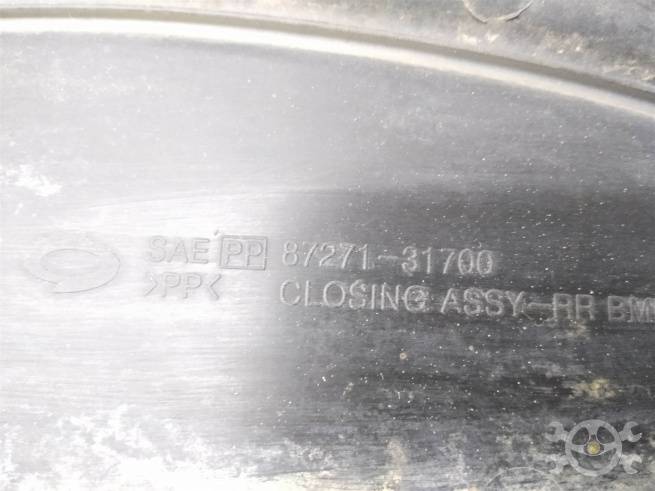 SAE PP 87271-31700
>PP< CLOSING ASSY-RR BM